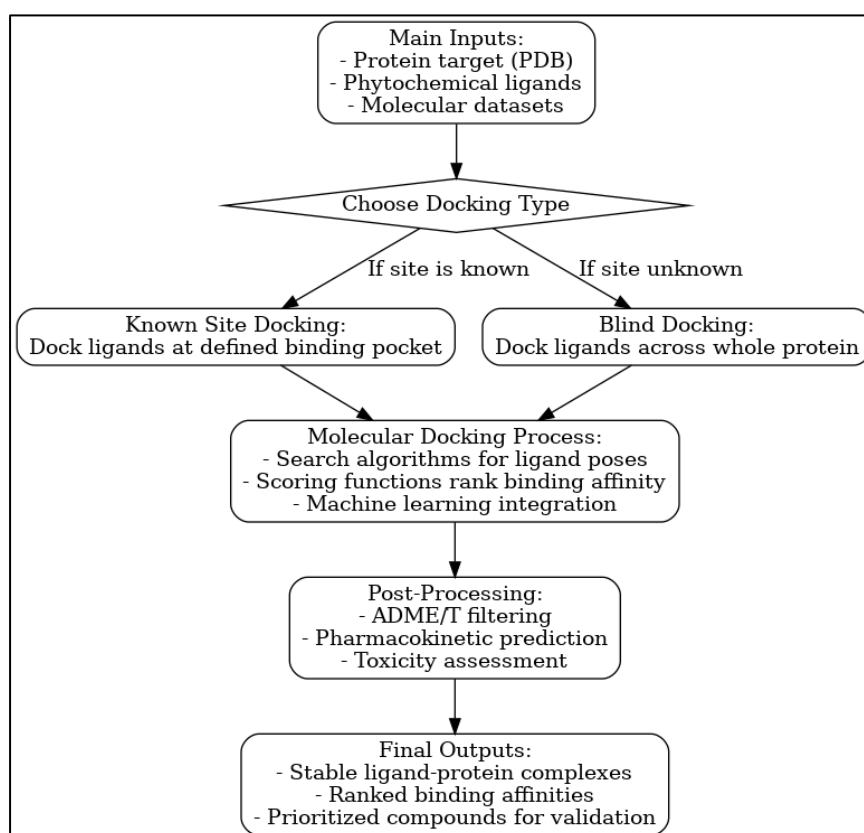 Main Inputs:
- Protein target (PDB)
- Phytochemical ligands
- Molecular datasets
Choose Docking Type
If site is known
If site unknown
Known Site Docking:
Dock ligands at defined binding pocket
Blind Docking:
Dock ligands across whole protein
Molecular Docking Process:
- Search algorithms for ligand poses
- Scoring functions rank binding affinity
- Machine learning integration
Post-Processing:
- ADME/T filtering
- Pharmacokinetic prediction
- Toxicity assessment
Final Outputs:
- Stable ligand-protein complexes
- Ranked binding affinities
- Prioritized compounds for validation